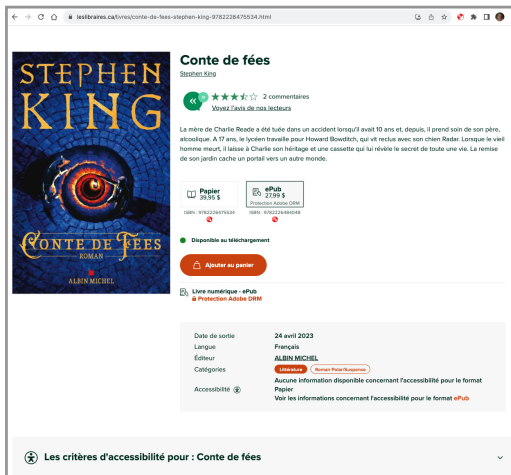 leslibraires.ca/livres/conte-de-fees-stephen-king-9782226475534.html
STEPHEN
KING
CONTE DE FÉES
ROMAN
ALBIN MICHEL
Conte de fées
Stephen King
2 commentaires
Voyez l'avis de nos lecteurs
La mère de Charlie Reade a été tuée dans un accident lorsqu'il avait 10 ans et, depuis, il prend soin de son père,
alcoolique. A 17 ans, le lycéen travaille pour Howard Bowditch, qui vit reclus avec son chien Radar. Lorsque le vieil
homme meurt, il laisse à Charlie son héritage et une cassette qui lui révèle le secret de toute une vie. La remise
de son jardin cache un portail vers un autre monde.
Papier
39,95 $
ePub
27,99 $
Protection Adobe DRM
ISBN : 9782226475534
ISBN : 9782226484048
Disponible au téléchargement
Ajouter au panier
Livre numérique - ePub
Protection Adobe DRM
Date de sortie 24 avril 2023
Langue Français
Éditeur ALBIN MICHEL
Catégories Littérature Roman Polar/Suspense
Accessibilité Aucune information disponible concernant l'accessibilité pour le format
Papier
Voir les informations concernant l'accessibilité pour le format ePub
Les critères d'accessibilité pour : Conte de fées